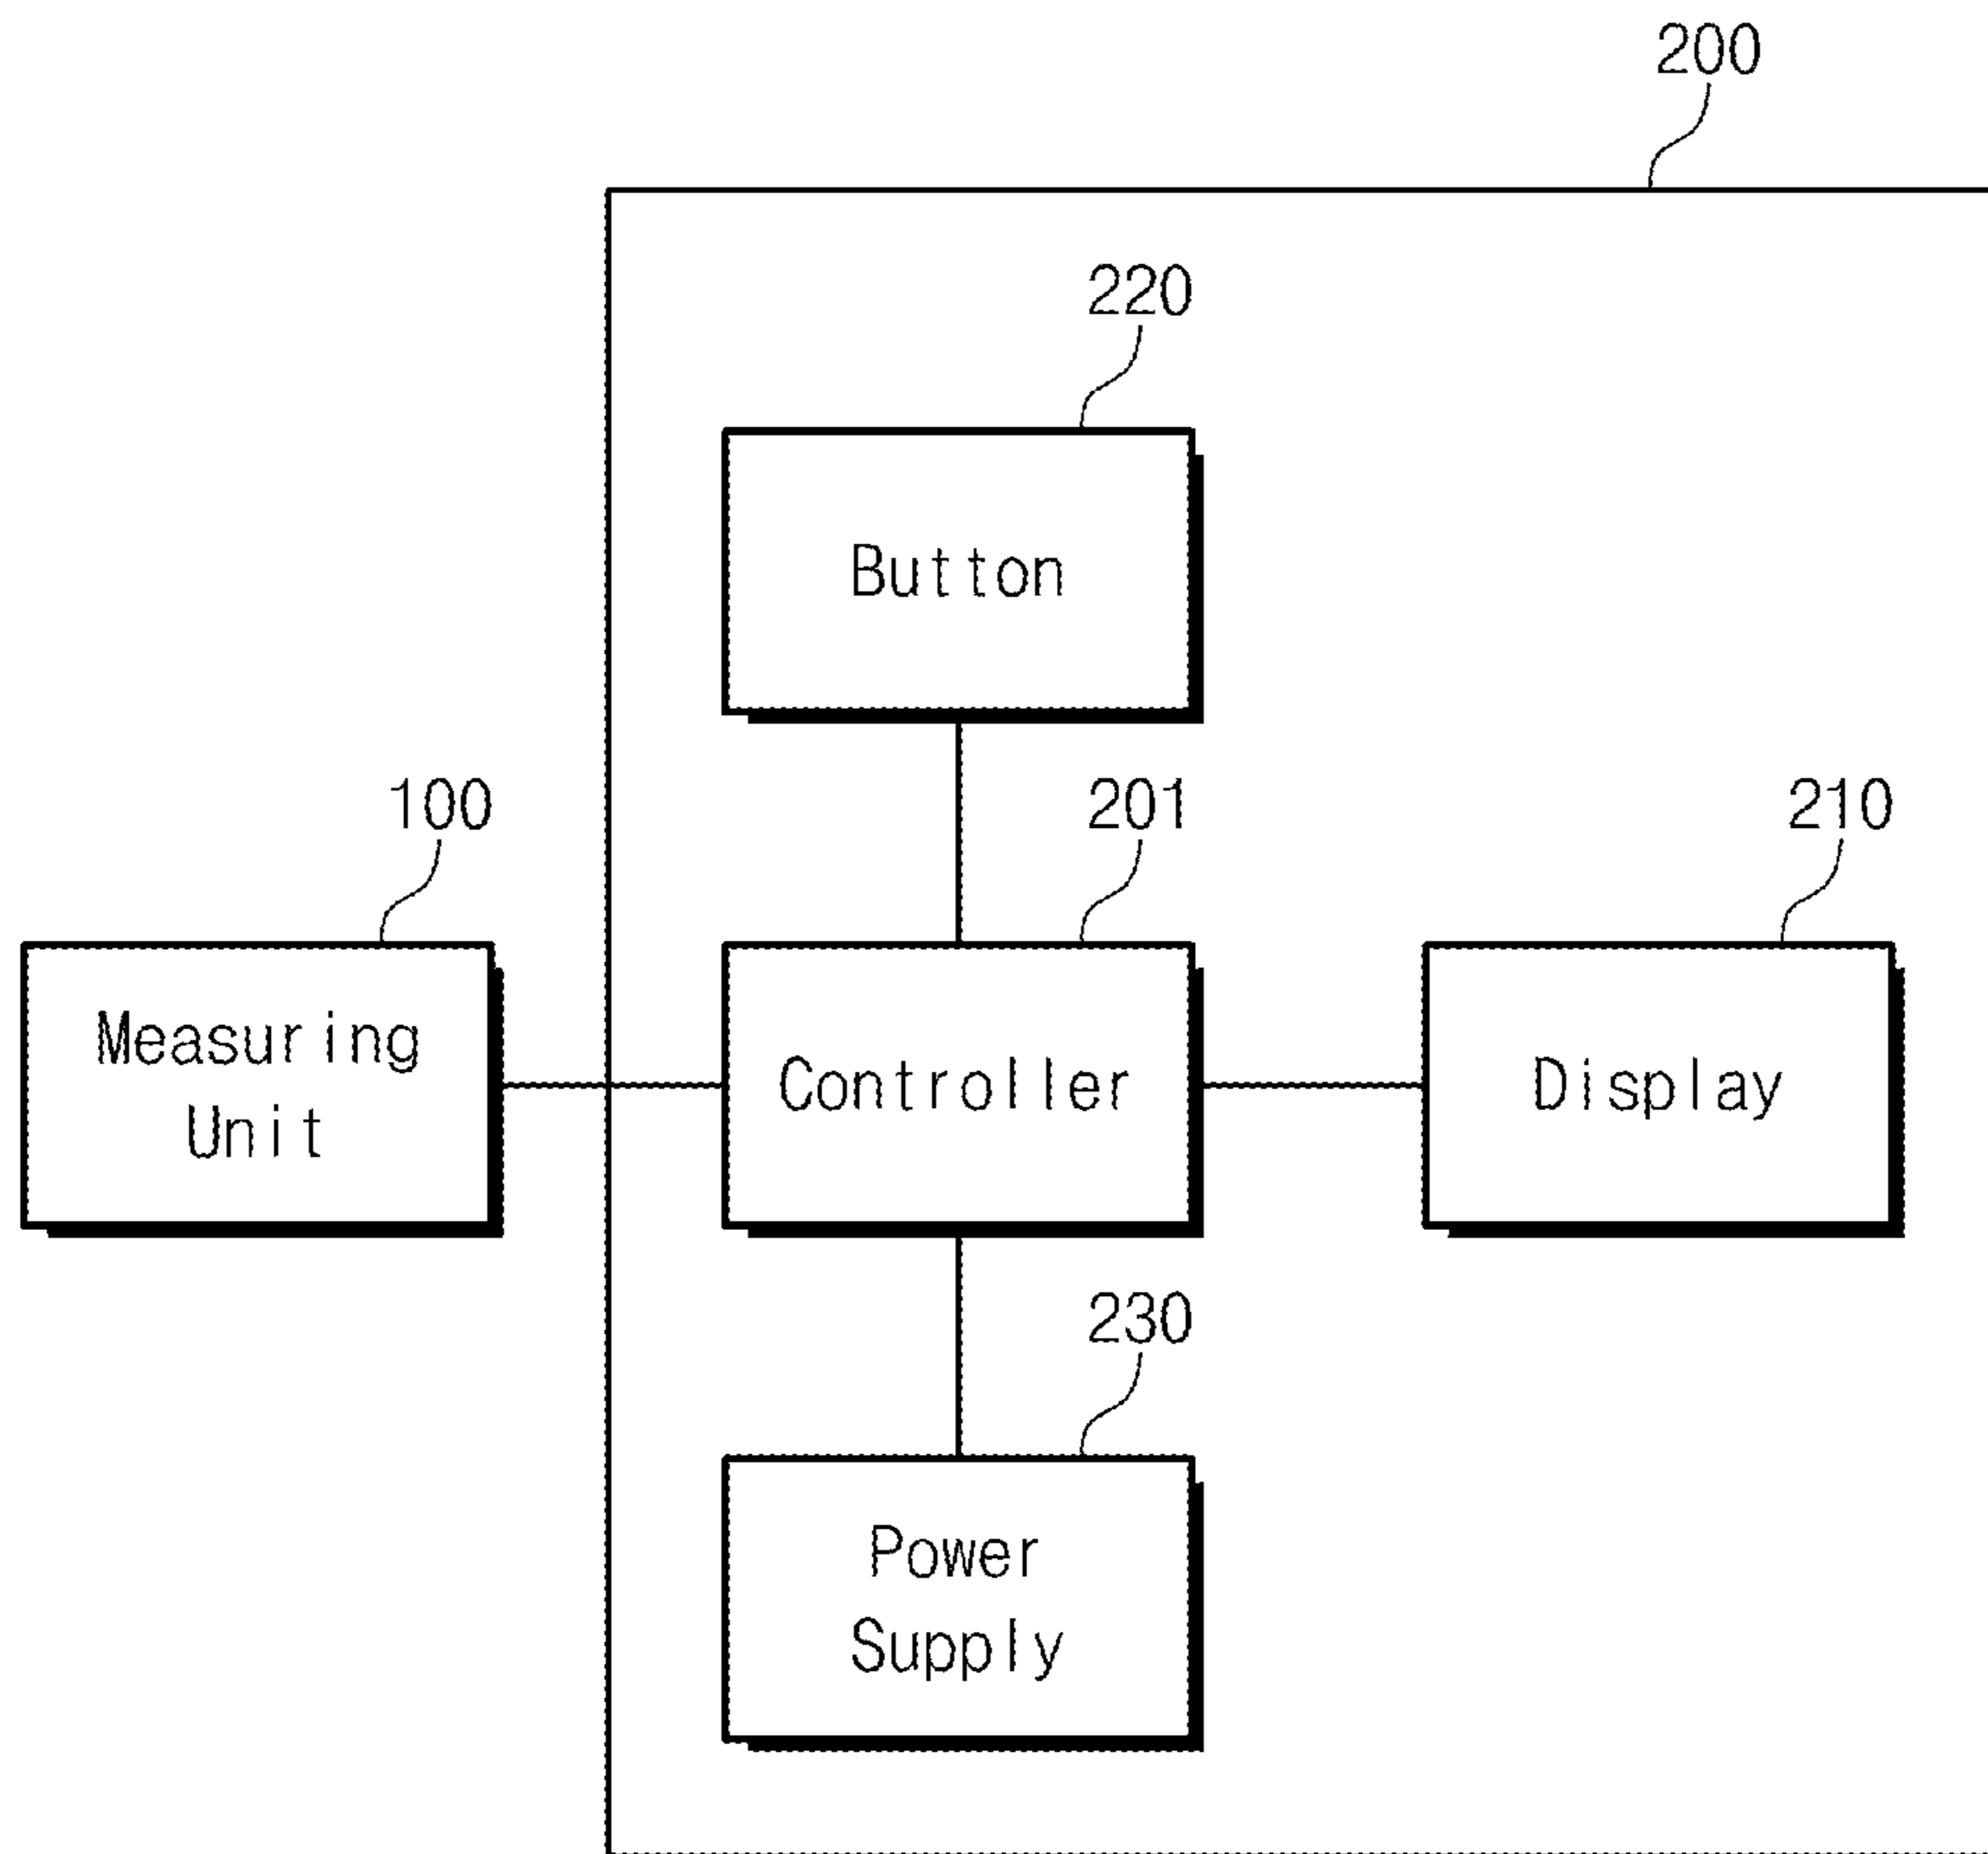 200
220
Button
100
201
210
Measuring
Unit
Controller
Display
230
Power
Supply